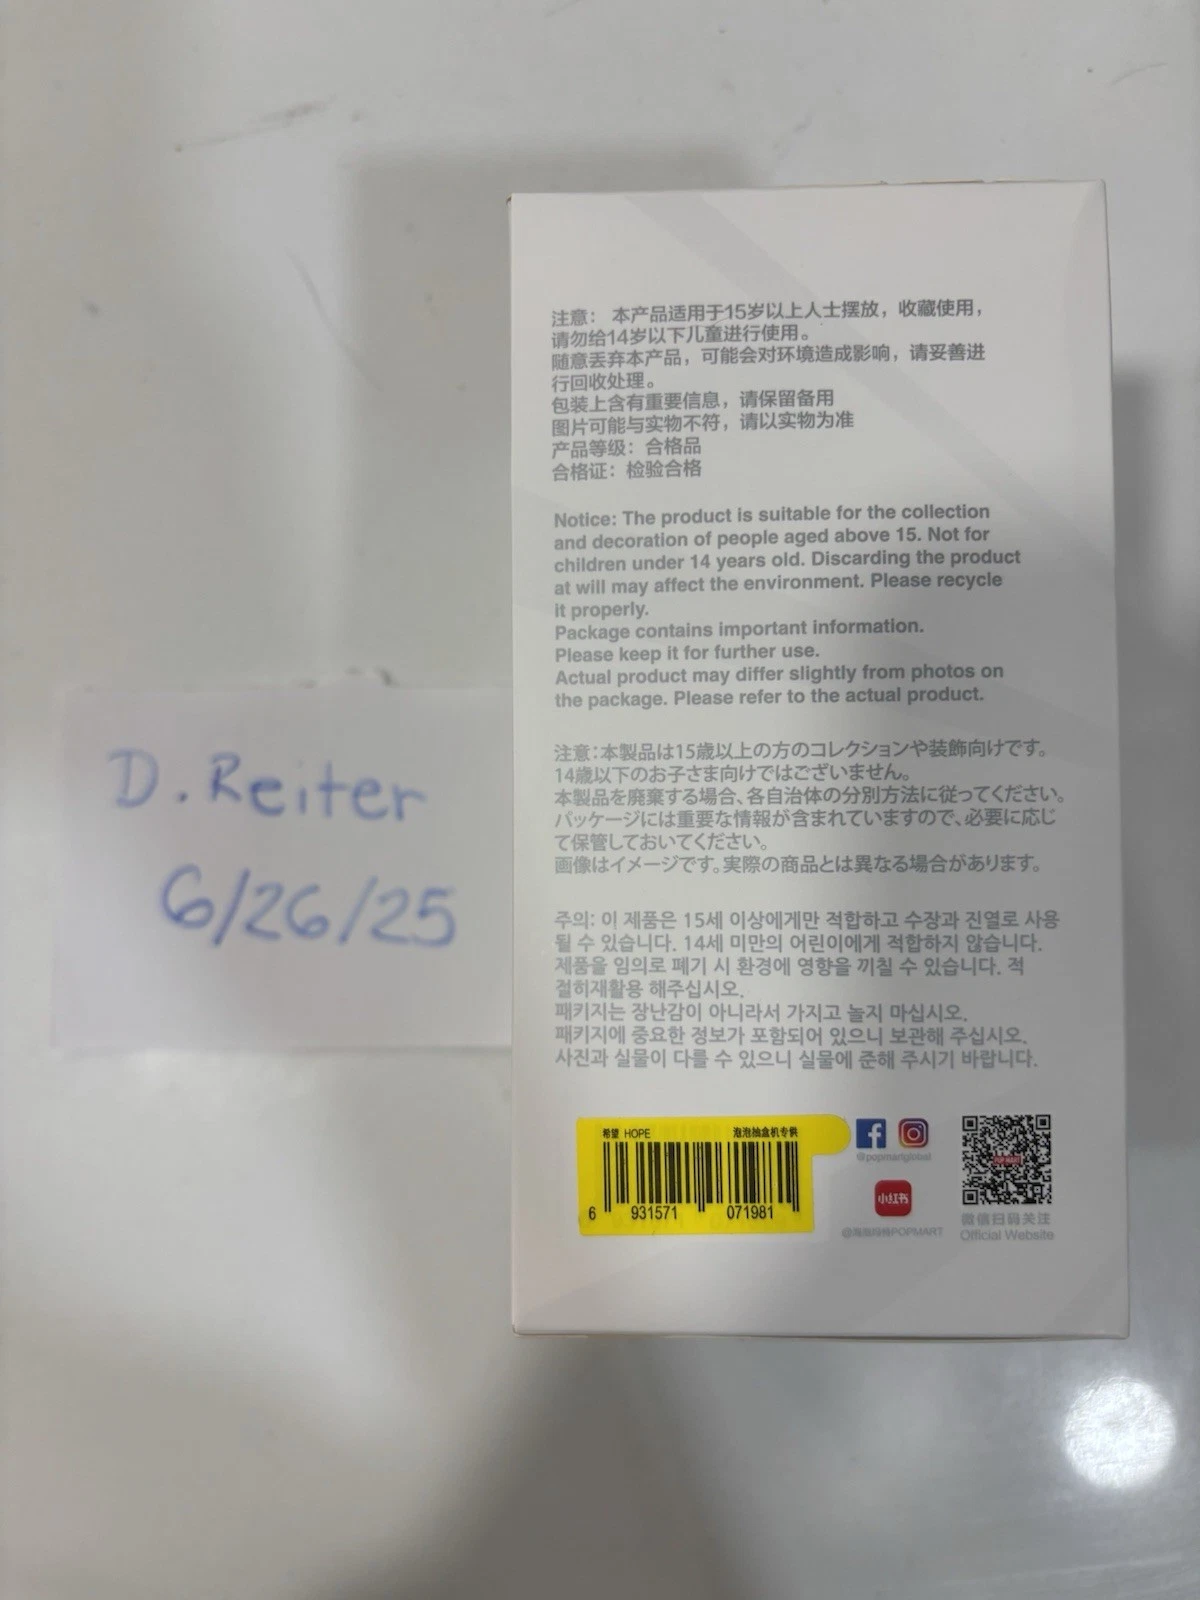 D. Reiter
6/26/25
注意： 本产品适用于15岁以上人士摆放，收藏使用，
请勿给14岁以下儿童进行使用。
随意丢弃本产品，可能会对环境造成影响，请妥善进
行回收处理。
包装上含有重要信息，请保留备用
图片可能与实物不符，请以实物为准
产品等级：合格品
合格证：检验合格
Notice: The product is suitable for the collection
and decoration of people aged above 15. Not for
children under 14 years old. Discarding the product
at will may affect the environment. Please recycle
it properly.
Package contains important information.
Please keep it for further use.
Actual product may differ slightly from photos on
the package. Please refer to the actual product.
注意：本製品は15歳以上の方のコレクションや装飾向けです。
14歳以下のお子さま向けではございません。
本製品を廃棄する場合、各自治体の分別方法に従ってください。
パッケージには重要な情報が含まれていますので、必要に応じ
て保管しておいてください。
画像はイメージです。実際の商品とは異なる場合があります。
주의: 이 제품은 15세 이상에게만 적합하고 수장과 진열로 사용
될 수 있습니다. 14세 미만의 어린이에게 적합하지 않습니다.
제품을 임의로 폐기 시 환경에 영향을 끼칠 수 있습니다. 적
절히재활용 해주십시오.
패키지는 장난감이 아니라서 가지고 놀지 마십시오.
패키지에 중요한 정보가 포함되어 있으니 보관해 주십시오.
사진과 실물이 다를 수 있으니 실물에 준해 주시기 바랍니다.
希望 HOPE 泡泡抽盒机专供
6 931571 071981
@popmartglobal
小红书
@泡泡玛特POPMART
POP MART
微信扫码关注
Official Website